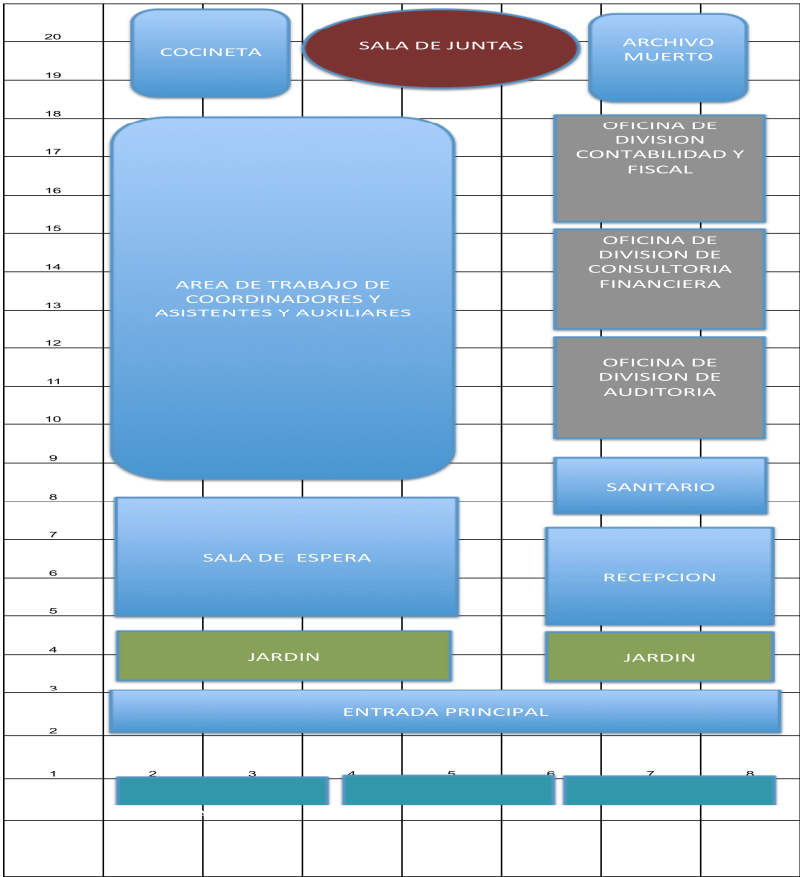 20
COCINETA
SALA DE JUNTAS
ARCHIVO
MUERTO
19
18
OFICINA DE
DIVISION
CONTABILIDAD Y
FISCAL
17
16
15
OFICINA DE
DIVISION DE
CONSULTORIA
FINANCIERA
14
AREA DE TRABAJO DE
COORDINADORES Y
ASISTENTES Y AUXILIARES
13
12
OFICINA DE
DIVISION DE
AUDITORIA
11
10
9
SANITARIO
8
7
SALA DE ESPERA
RECEPCION
6
5
4
JARDIN
JARDIN
3
ENTRADA PRINCIPAL
2
1 2 3 4 5 6 7 8